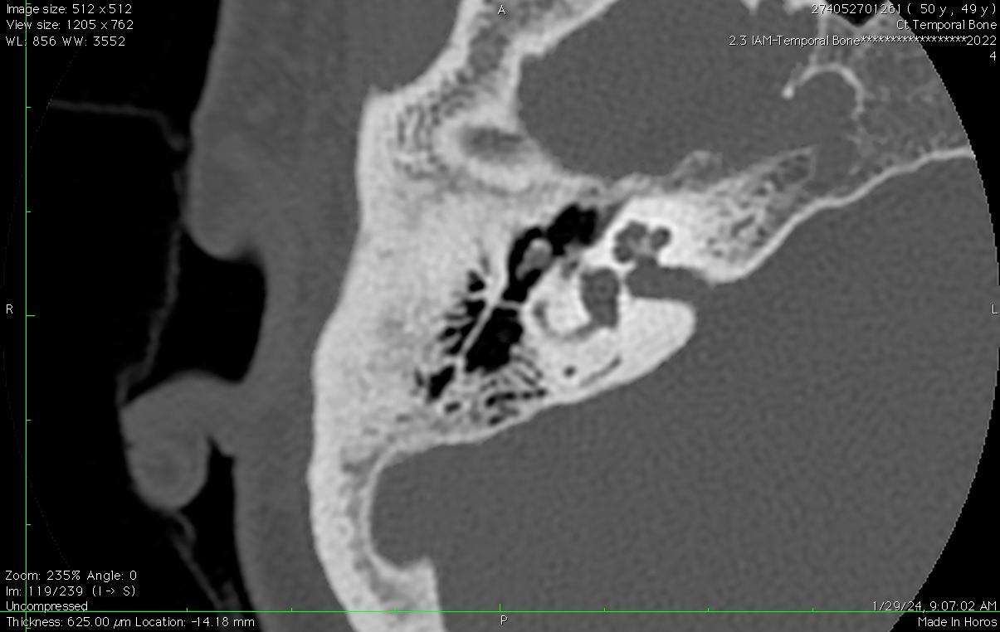 Image size: 512 x 512
View size: 1205 x 762
WL: 856 WW: 3552
A
274052701261 ( 50 y, 49 y )
Ct Temporal Bone
2.3 IAM-Temporal Bone*******************2022
4
R
L
Zoom: 235% Angle: 0
Im: 119/239 (I -> S)
Uncompressed
Thickness: 625.00 µm Location: -14.18 mm
P
1/29/24, 9:07:02 AM
Made In Horos